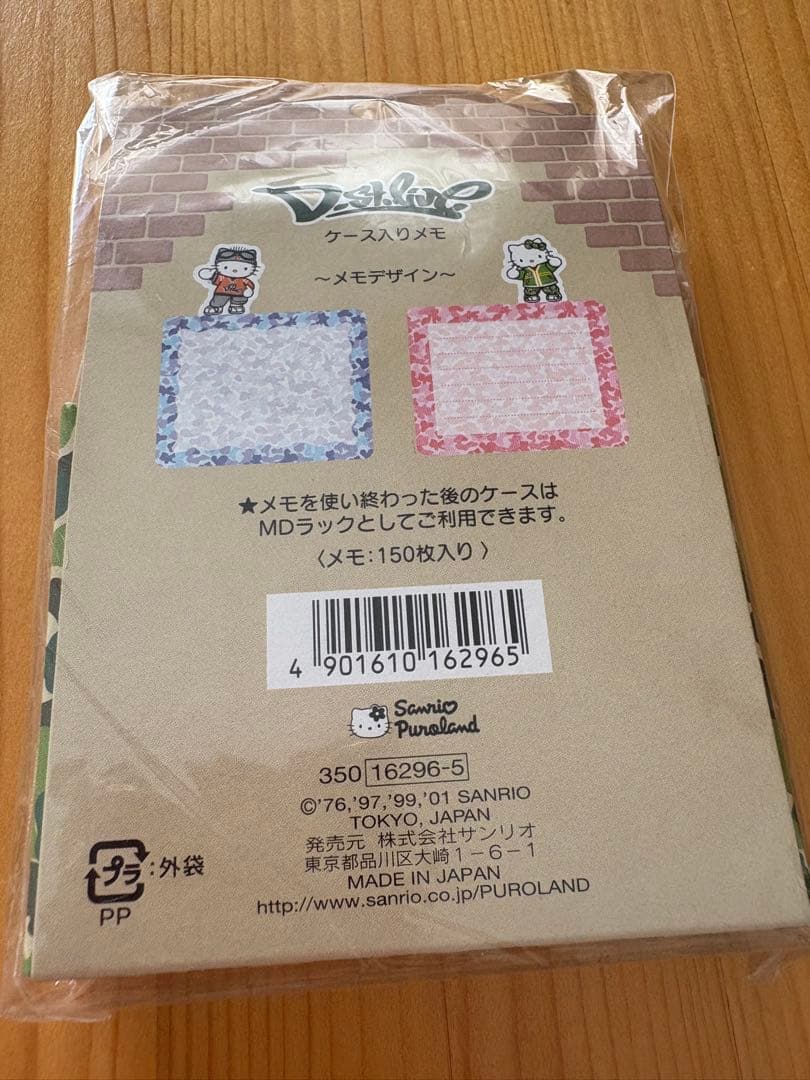 D-st.live
ケース入りメモ
～メモデザイン～
★メモを使い終わった後のケースは
MDラックとしてご利用できます。
〈メモ:150枚入り〉
4 901610 162965
Sanrio
Puroland
350 16296-5
©'76,'97,'99,'01 SANRIO
TOKYO, JAPAN
発売元 株式会社サンリオ
東京都品川区大崎1-6-1
MADE IN JAPAN
http://www.sanrio.co.jp/PUROLAND
プラ:外袋
PP